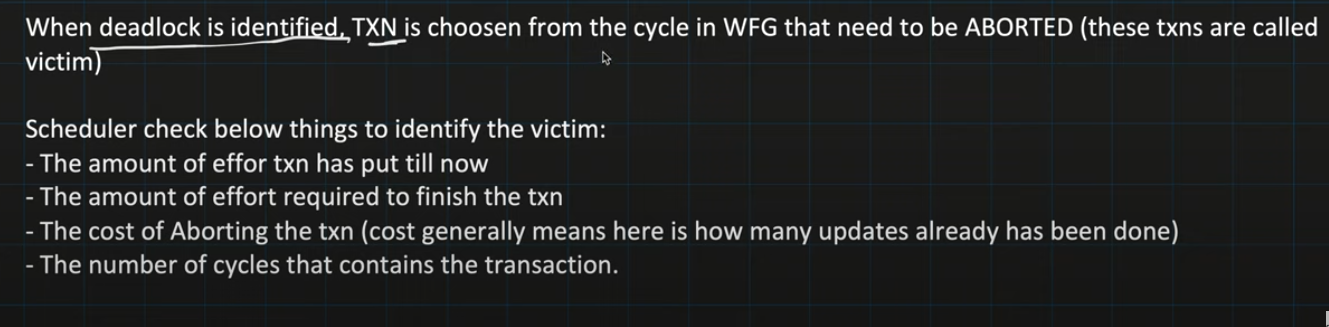 When deadlock is identified, TXN is choosen from the cycle in WFG that need to be ABORTED (these txns are called
victim)
Scheduler check below things to identify the victim:
- The amount of effor txn has put till now
- The amount of effort required to finish the txn
- The cost of Aborting the txn (cost generally means here is how many updates already has been done)
- The number of cycles that contains the transaction.